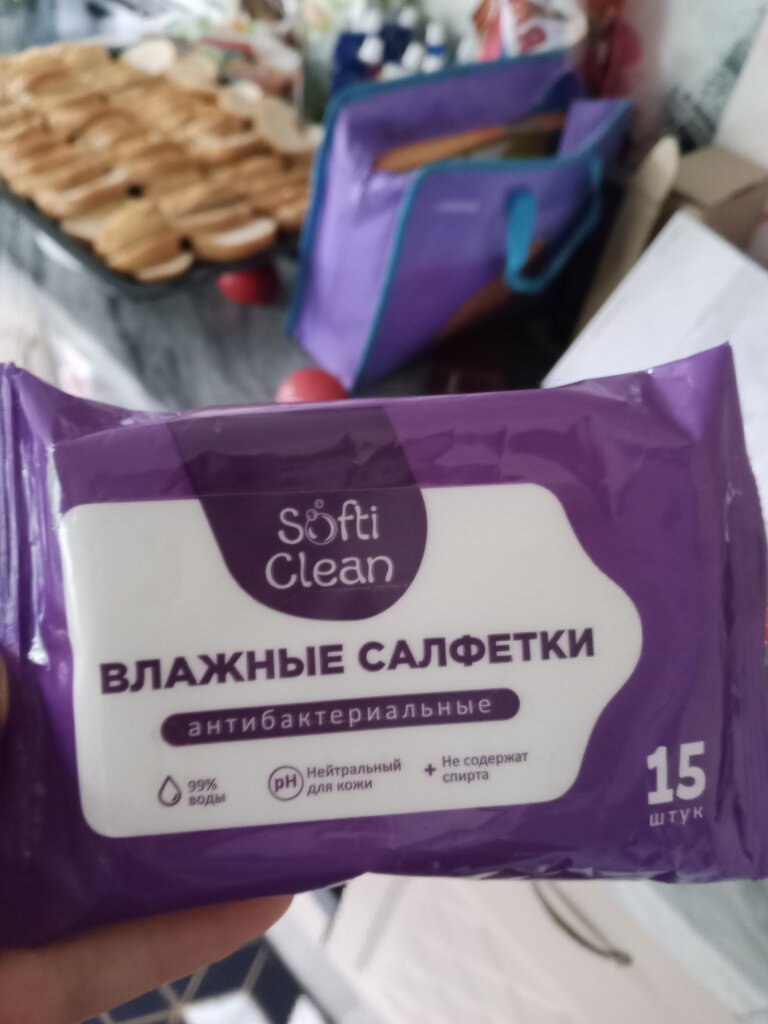 Softi
Clean
ВЛАЖНЫЕ САЛФЕТКИ
антибактериальные
99%
воды
pH
Нейтральный
для кожи
+ Не содержат
спирта
15
штук